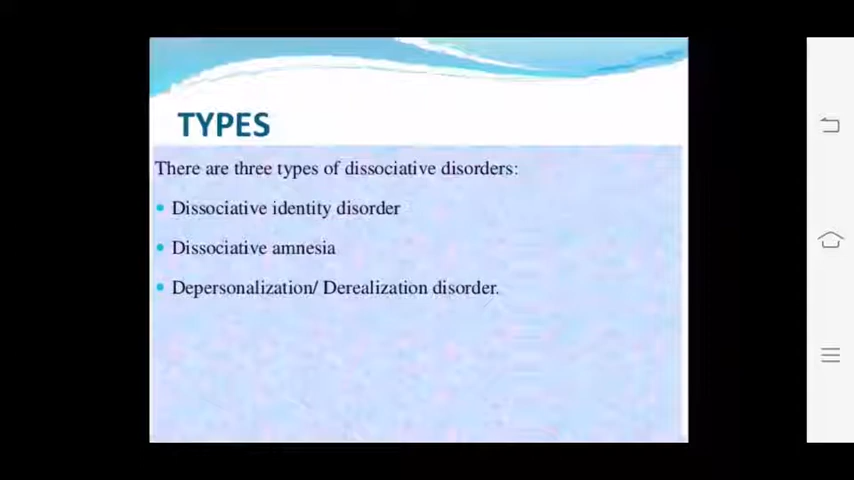 TYPES
There are three types of dissociative disorders:
Dissociative identity disorder
Dissociative amnesia
Depersonalization/ Derealization disorder.